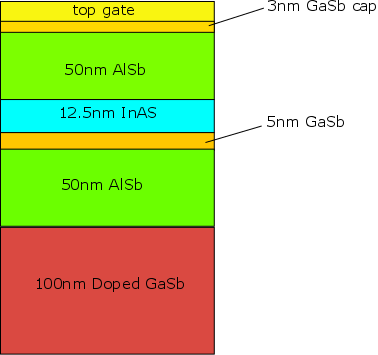 top gate
3nm GaSb cap
50nm AlSb
12.5nm InAS
5nm GaSb
50nm AlSb
100nm Doped GaSb